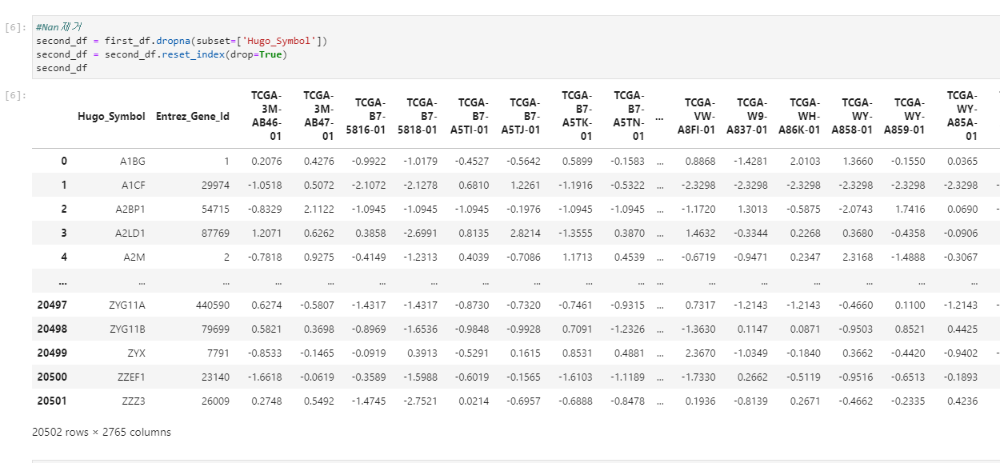 [6]:
#Nan 제거
second_df = first_df.dropna(subset=['Hugo_Symbol'])
second_df = second_df.reset_index(drop=True)
second_df
[6]:
Hugo_Symbol Entrez_Gene_Id TCGA-3M-AB46-01 TCGA-3M-AB47-01 TCGA-B7-5816-01 TCGA-B7-5818-01 TCGA-B7-A5TI-01 TCGA-B7-A5TJ-01 TCGA-B7-A5TK-01 TCGA-B7-A5TN-01 ... TCGA-VW-A8FI-01 TCGA-W9-A837-01 TCGA-WH-A86K-01 TCGA-WY-A858-01 TCGA-WY-A859-01 TCGA-WY-A85A-01
0 A1BG 1 0.2076 0.4276 -0.9922 -1.0179 -0.4527 -0.5642 0.5899 -0.1583 ... 0.8868 -1.4281 2.0103 1.3660 -0.1550 0.0365
1 A1CF 29974 -1.0518 0.5072 -2.1072 -2.1278 0.6810 1.2261 -1.1916 -0.5322 ... -2.3298 -2.3298 -2.3298 -2.3298 -2.3298 -2.3298
2 A2BP1 54715 -0.8329 2.1122 -1.0945 -1.0945 -1.0945 -0.1976 -1.0945 -1.0945 ... -1.1720 1.3013 -0.5875 -2.0743 1.7416 0.0690
3 A2LD1 87769 1.2071 0.6262 0.3858 -2.6991 0.8135 2.8214 -1.3555 0.3870 ... 1.4632 -0.3344 0.2268 0.3680 -0.4358 -0.0906
4 A2M 2 -0.7818 0.9275 -0.4149 -1.2313 0.4039 -0.7086 1.1713 0.4539 ... -0.6719 -0.9471 0.2347 2.3168 -1.4888 -0.3067
... ... ... ... ... ... ... ... ... ... ... ... ... ... ... ... ... ...
20497 ZYG11A 440590 0.6274 -0.5807 -1.4317 -1.4317 -0.8730 -0.7320 -0.7461 -0.9315 ... 0.7317 -1.2143 -1.2143 -0.4660 0.1100 -1.2143
20498 ZYG11B 79699 0.5821 0.3698 -0.8969 -1.6536 -0.9848 -0.9928 0.7091 -1.2326 ... -1.3630 0.1147 0.0871 -0.9503 0.8521 0.4425
20499 ZYX 7791 -0.8533 -0.1465 -0.0919 0.3913 -0.5291 0.1615 0.8531 0.4881 ... 2.3670 -1.0349 -0.1840 0.3662 -0.4420 -0.9402
20500 ZZEF1 23140 -1.6618 -0.0619 -0.3589 -1.5988 -0.6019 -0.1565 -1.6103 -1.1189 ... -1.7330 0.2662 -0.5119 -0.9516 -0.6513 -0.1893
20501 ZZZ3 26009 0.2748 0.5492 -1.4745 -2.7521 0.0214 -0.6957 -0.6888 -0.8478 ... 0.1936 -0.8139 0.2671 -0.4662 -0.2335 0.4236
20502 rows × 2765 columns